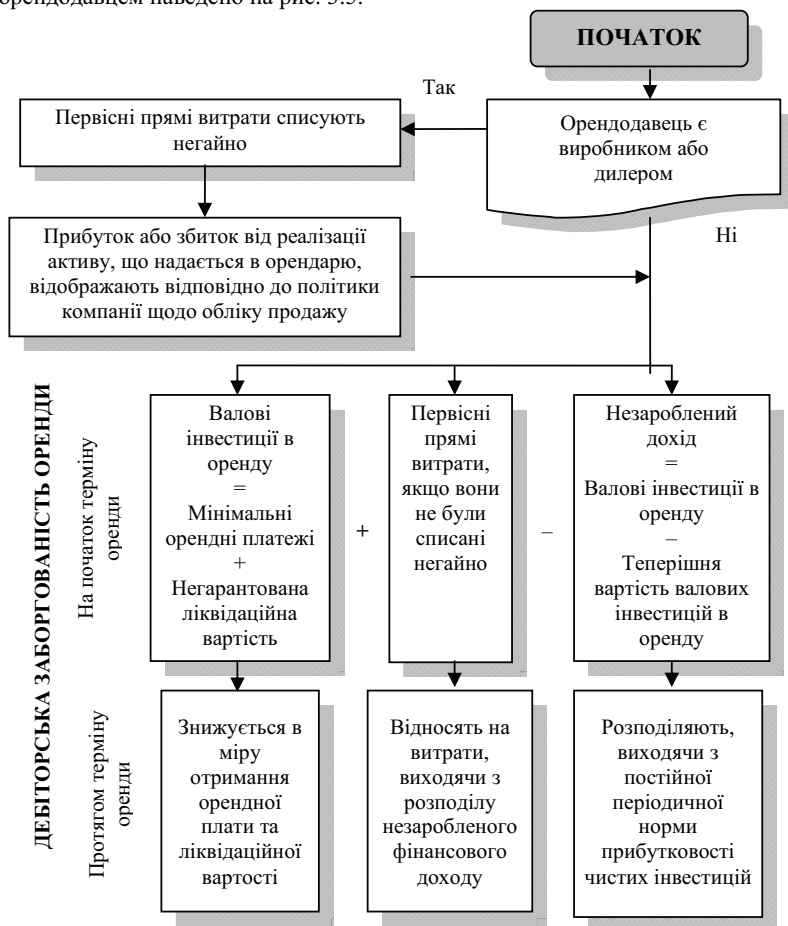 орендодавцем наведено на рис. 3.5.
ПОЧАТОК
Так
Первісні прямі витрати списують
негайно
Орендодавець є
виробником або
дилером
Ні
Прибуток або збиток від реалізації
активу, що надається в орендарю,
відображають відповідно до політики
компанії щодо обліку продажу
ДЕБІТОРСЬКА ЗАБОРГОВАНІСТЬ ОРЕНДИ
На початок терміну
оренди
Валові
інвестиції в
оренду
=
Мінімальні
орендні платежі
+
Негарантована
ліквідаційна
вартість
+
Первісні
прямі
витрати,
якщо вони
не були
списані
негайно
–
Незароблений
дохід
=
Валові інвестиції в
оренду
–
Теперішня
вартість валових
інвестицій в
оренду
Протягом терміну
оренди
Знижується в
міру
отримання
орендної
плати та
ліквідаційної
вартості
Відносять на
витрати,
виходячи з
розподілу
незаробленого
фінансового
доходу
Розподіляють,
виходячи з
постійної
періодичної
норми
прибутковості
чистих інвестицій